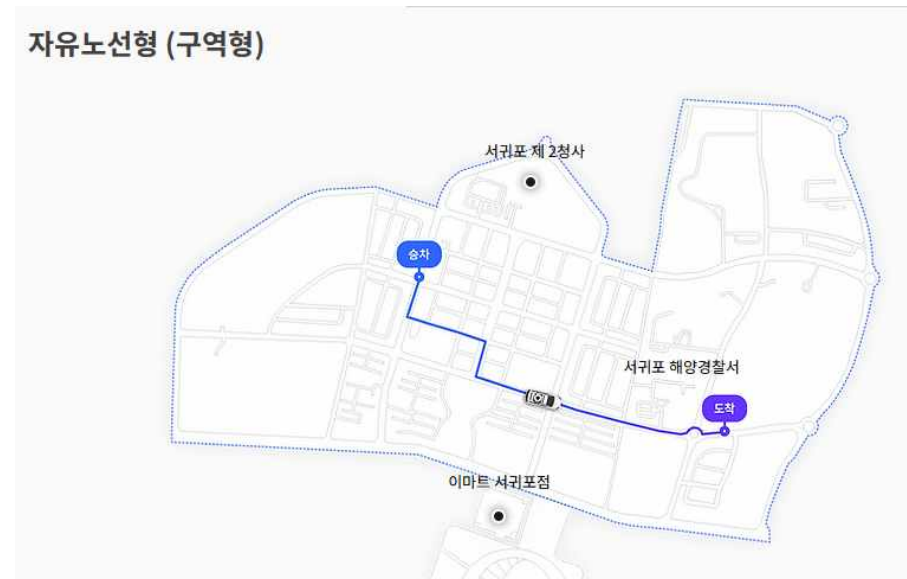 자유노선형 (구역형)
서귀포 제 2청사
승차
서귀포 해양경찰서
도착
이마트 서귀포점